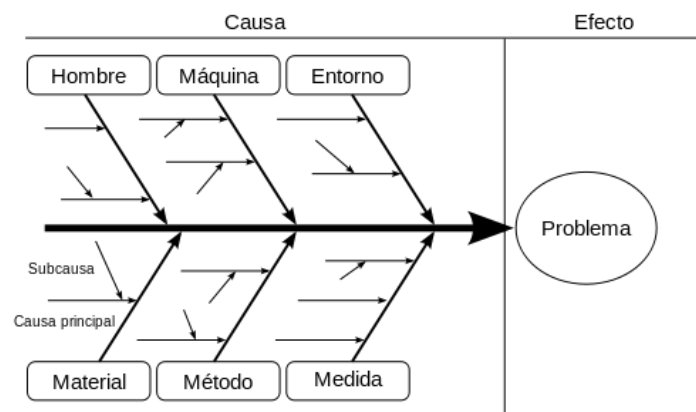 Causa
Efecto
Hombre
Máquina
Entorno
Problema
Subcausa
Causa principal
Material
Método
Medida